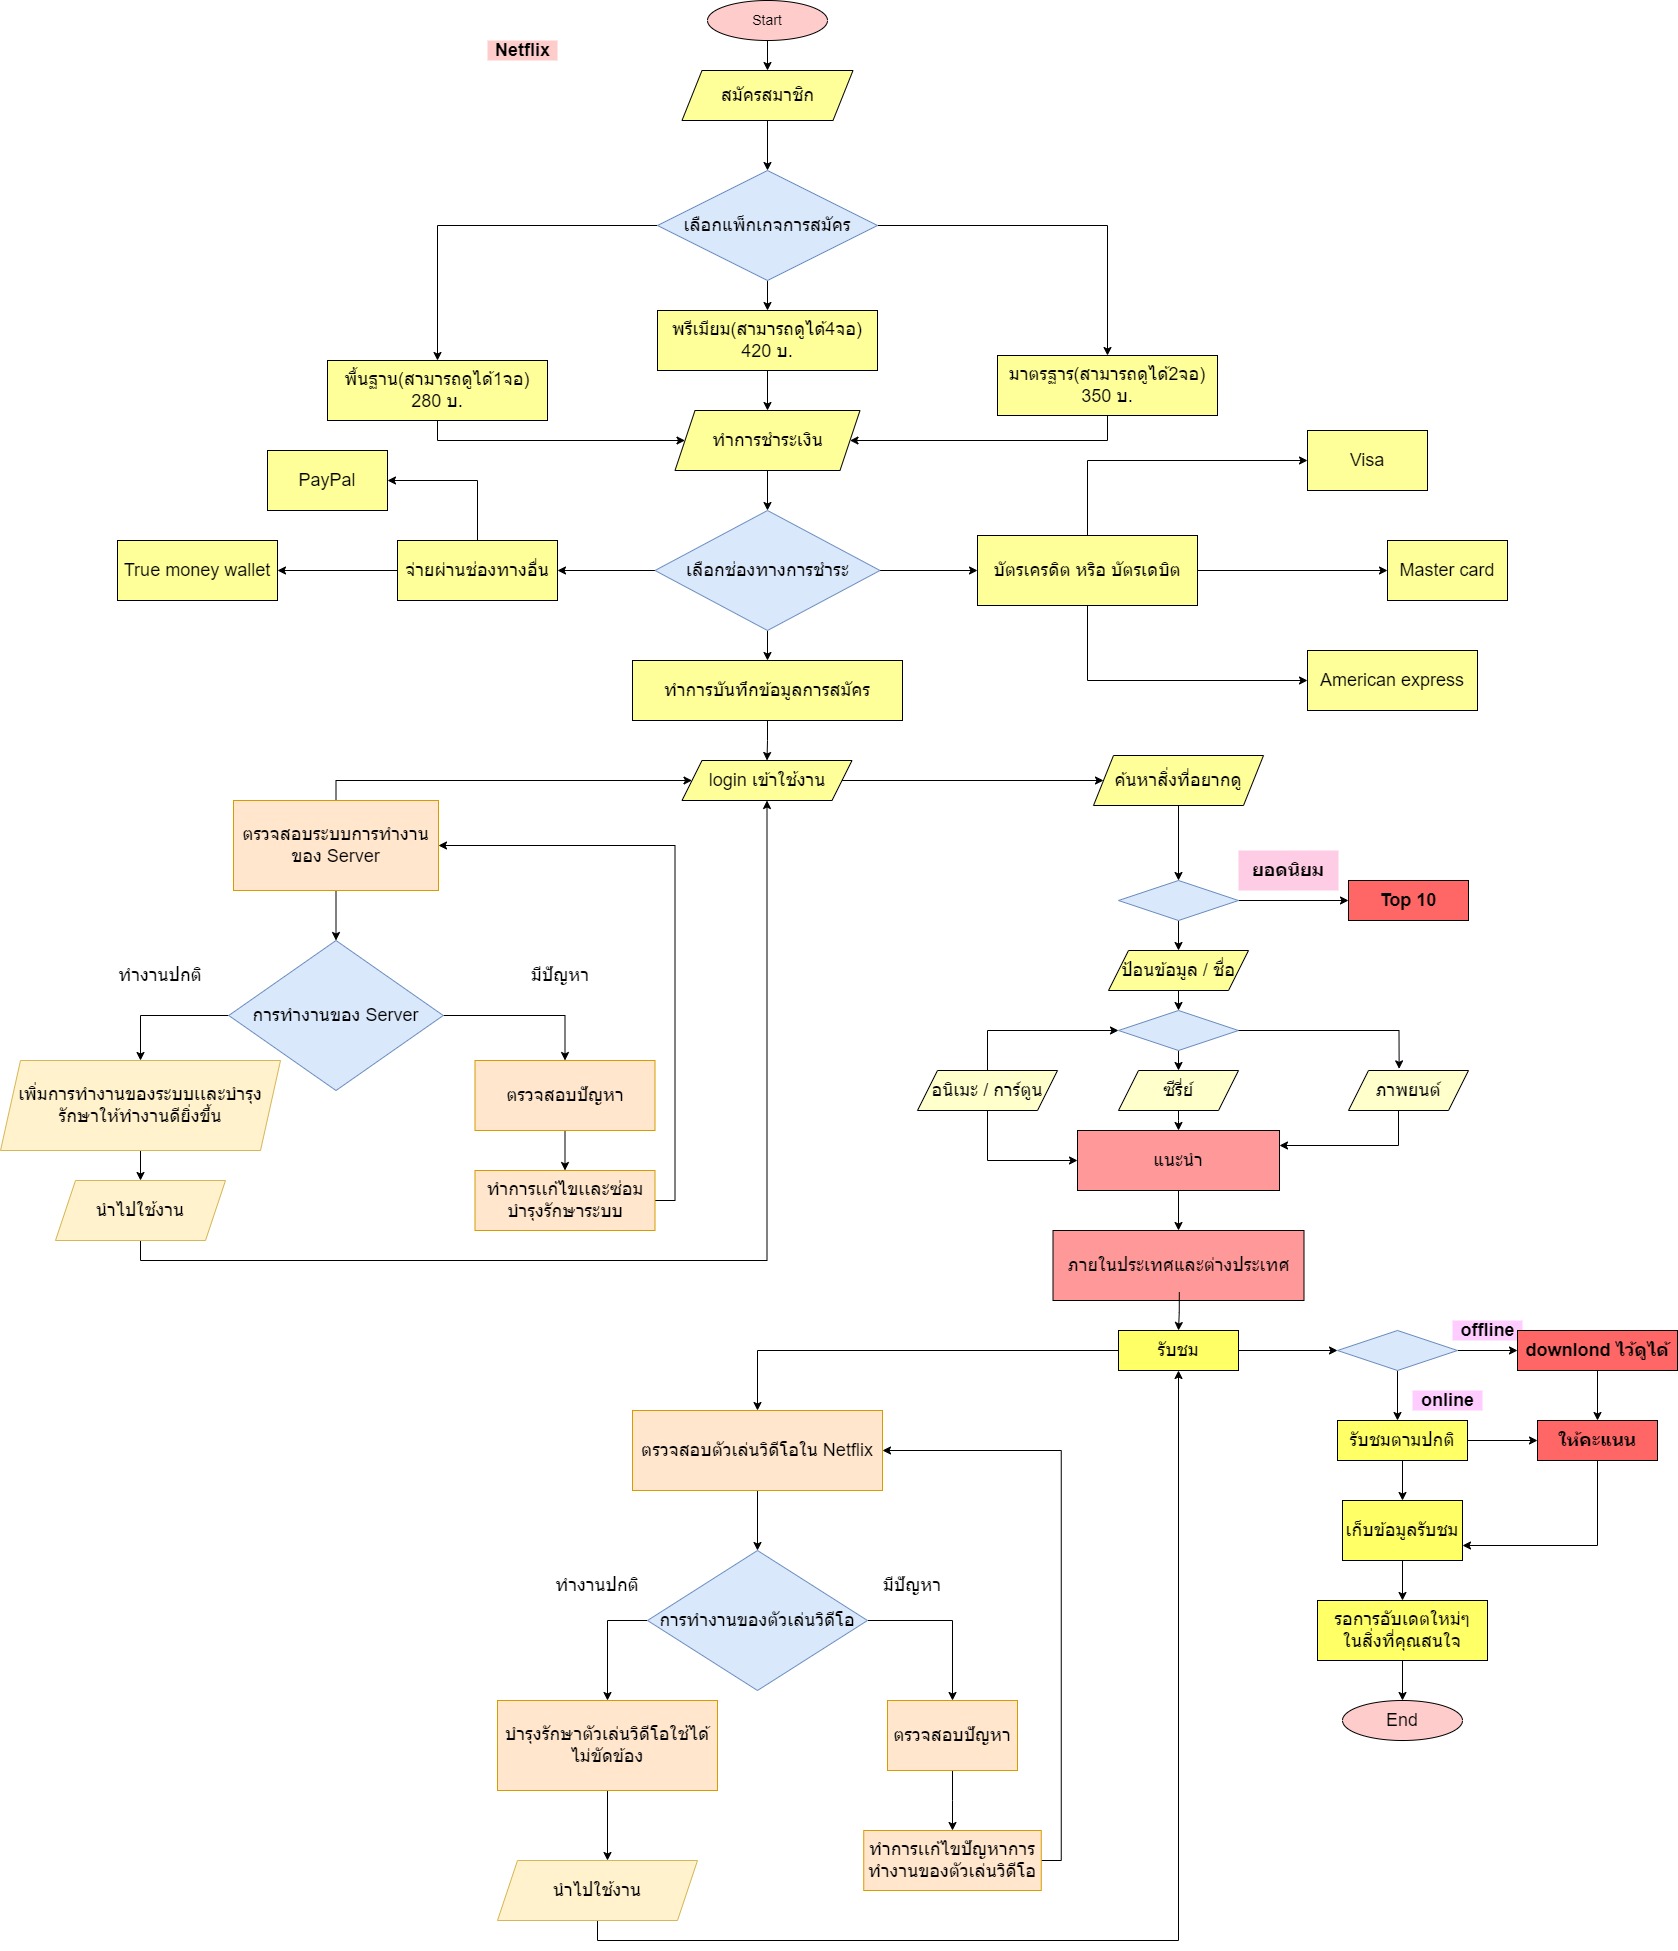 Start
Netflix
สมัครสมาชิก
เลือกแพ็กเกจการสมัคร
พรีเมียม(สามารถดูได้4จอ)
420 บ.
พื้นฐาน(สามารถดูได้1จอ)
280 บ.
มาตรฐาร(สามารถดูได้2จอ)
350 บ.
ทำการชำระเงิน
Visa
PayPal
True money wallet
จ่ายผ่านช่องทางอื่น
เลือกช่องทางการชำระ
บัตรเครดิต หรือ บัตรเดบิต
Master card
ทำการบันทึกข้อมูลการสมัคร
American express
login เข้าใช้งาน
ค้นหาสิ่งที่อยากดู
ตรวจสอบระบบการทำงาน
ของ Server
ยอดนิยม
Top 10
ทำงานปกติ
มีปัญหา
ป้อนข้อมูล / ชื่อ
การทำงานของ Server
เพิ่มการทำงานของระบบและบำรุง
รักษาให้ทำงานดียิ่งขึ้น
ตรวจสอบปัญหา
อนิเมะ / การ์ตูน
ซีรี่ย์
ภาพยนต์
แนะนำ
นำไปใช้งาน
ทำการแก้ไขและซ่อม
บำรุงรักษาระบบ
ภายในประเทศและต่างประเทศ
offline
รับชม
downlond ไว้ดูได้
online
ตรวจสอบตัวเล่นวิดีโอใน Netflix
รับชมตามปกติ
ให้คะแนน
เก็บข้อมูลรับชม
ทำงานปกติ
มีปัญหา
การทำงานของตัวเล่นวิดีโอ
รอการอับเดตใหม่ๆ
ในสิ่งที่คุณสนใจ
End
บำรุงรักษาตัวเล่นวิดีโอใช้ได้
ไม่ขัดข้อง
ตรวจสอบปัญหา
ทำการแก้ไขปัญหาการ
ทำงานของตัวเล่นวิดีโอ
นำไปใช้งาน